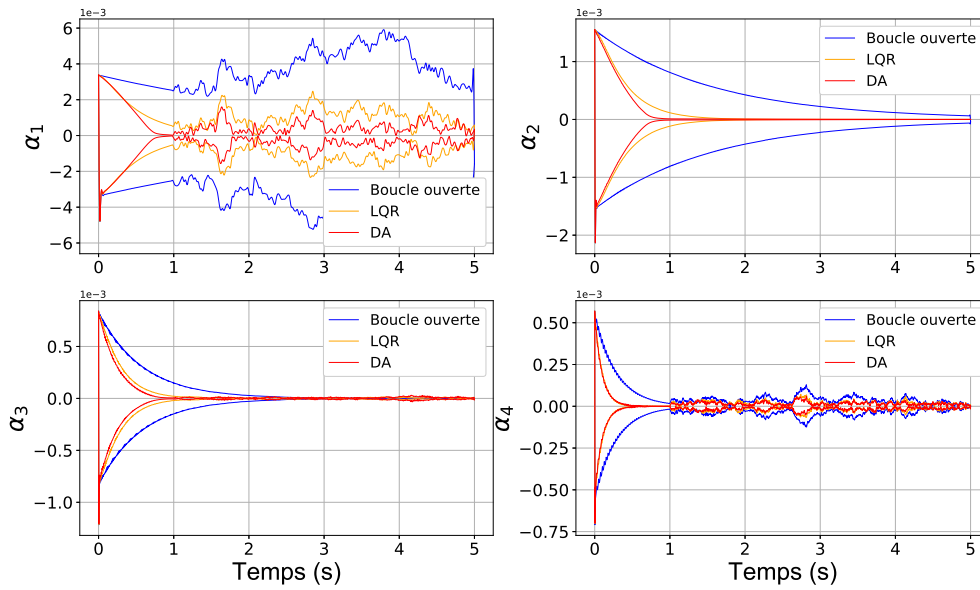 1e−3
6
4
2
0
−2
−4
−6
α1
0 1 2 3 4 5
Boucle ouverte
LQR
DA
1e−3
1
0
−1
−2
α2
0 1 2 3 4 5
Boucle ouverte
LQR
DA
1e−3
0.5
0.0
−0.5
−1.0
α3
0 1 2 3 4 5
Temps (s)
Boucle ouverte
LQR
DA
1e−3
0.50
0.25
0.00
−0.25
−0.50
−0.75
α4
0 1 2 3 4 5
Temps (s)
Boucle ouverte
LQR
DA